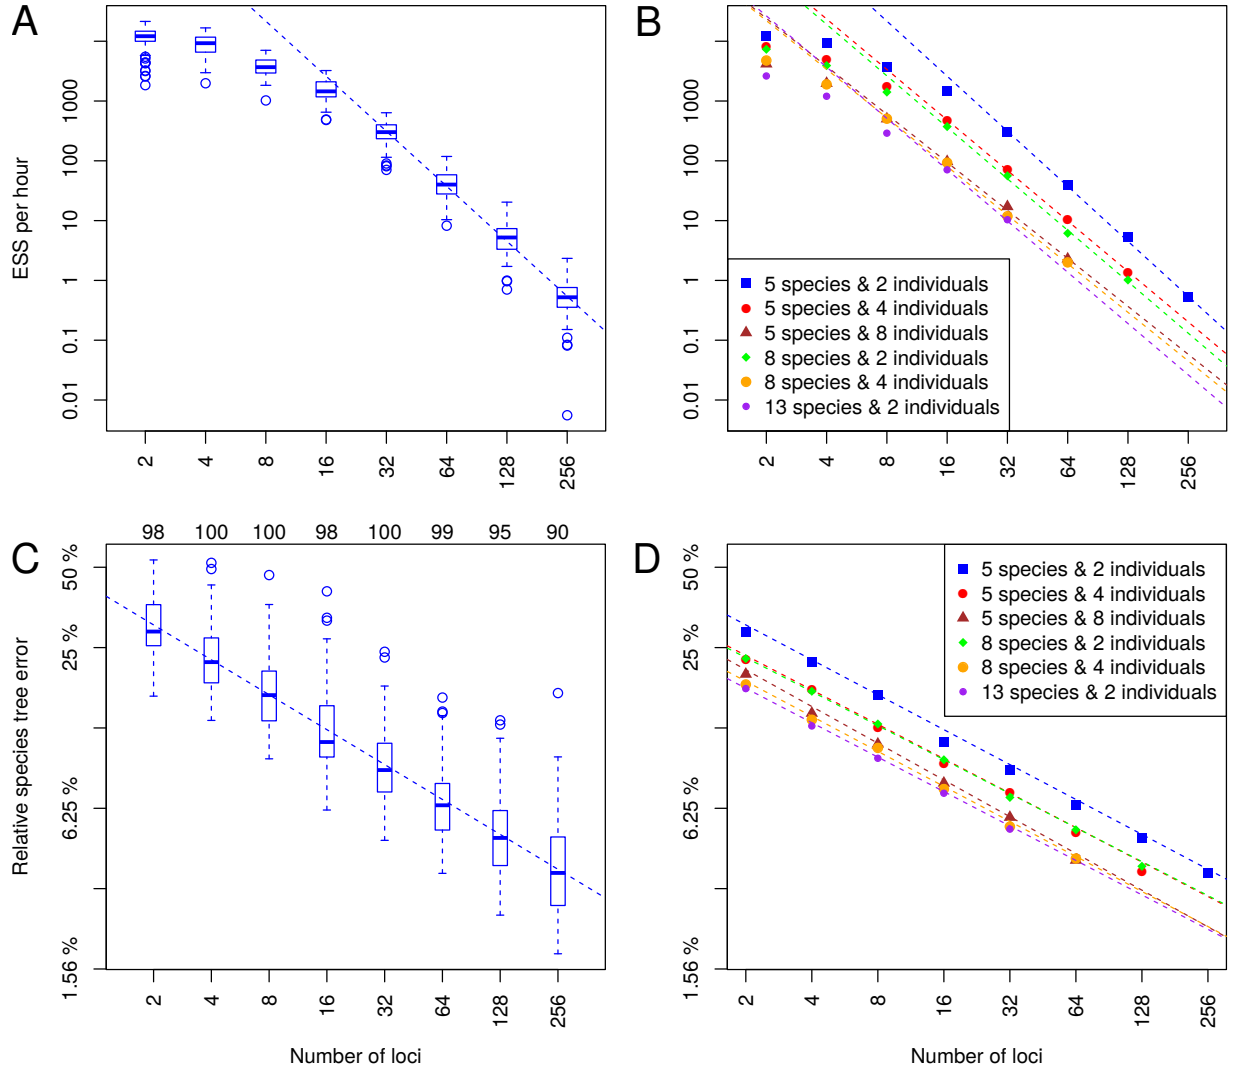 A
ESS per hour
1000
100
10
1
0.1
0.01
2 4 8 16 32 64 128 256
B
1000
100
10
1
0.1
0.01
5 species & 2 individuals
5 species & 4 individuals
5 species & 8 individuals
8 species & 2 individuals
8 species & 4 individuals
13 species & 2 individuals
2 4 8 16 32 64 128 256
C
98 100 100 98 100 99 95 90
Relative species tree error
50 %
25 %
6.25 %
1.56 %
2 4 8 16 32 64 128 256
Number of loci
D
50 %
25 %
6.25 %
1.56 %
5 species & 2 individuals
5 species & 4 individuals
5 species & 8 individuals
8 species & 2 individuals
8 species & 4 individuals
13 species & 2 individuals
2 4 8 16 32 64 128 256
Number of loci